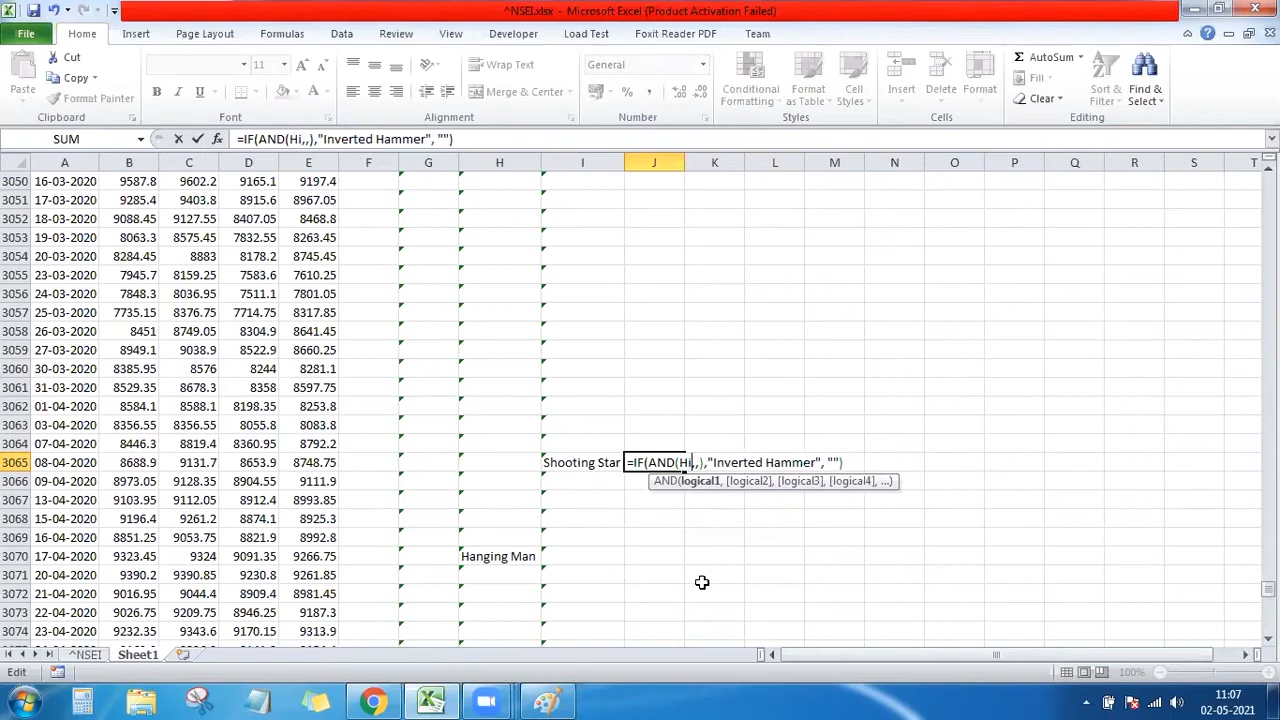 ^NSEI.xlsx - Microsoft Excel (Product Activation Failed)
File Home Insert Page Layout Formulas Data Review View Developer Load Test Foxit Reader PDF Team
Paste
Cut
Copy
Format Painter
Clipboard
11
B I U
Font
Wrap Text
Merge & Center
Alignment
General
%
Number
Conditional Formatting
Format as Table
Cell Styles
Styles
Insert Delete Format
Cells
AutoSum
Fill
Clear
Sort & Filter
Find & Select
Editing
SUM fx =IF(AND(Hi,,),"Inverted Hammer", "")
A B C D E F G H I J K L M N O P Q R S T
3050 16-03-2020 9587.8 9602.2 9165.1 9197.4
3051 17-03-2020 9285.4 9403.8 8915.6 8967.05
3052 18-03-2020 9088.45 9127.55 8407.05 8468.8
3053 19-03-2020 8063.3 8575.45 7832.55 8263.45
3054 20-03-2020 8284.45 8883 8178.2 8745.45
3055 23-03-2020 7945.7 8159.25 7583.6 7610.25
3056 24-03-2020 7848.3 8036.95 7511.1 7801.05
3057 25-03-2020 7735.15 8376.75 7714.75 8317.85
3058 26-03-2020 8451 8749.05 8304.9 8641.45
3059 27-03-2020 8949.1 9038.9 8522.9 8660.25
3060 30-03-2020 8385.95 8576 8244 8281.1
3061 31-03-2020 8529.35 8678.3 8358 8597.75
3062 01-04-2020 8584.1 8588.1 8198.35 8253.8
3063 03-04-2020 8356.55 8356.55 8055.8 8083.8
3064 07-04-2020 8446.3 8819.4 8360.95 8792.2
3065 08-04-2020 8688.9 9131.7 8653.9 8748.75 Shooting Star =IF(AND(Hi,,),"Inverted Hammer", "")
AND(logical1, [logical2], [logical3], [logical4], ...)
3066 09-04-2020 8973.05 9128.35 8904.55 9111.9
3067 13-04-2020 9103.95 9112.05 8912.4 8993.85
3068 15-04-2020 9196.4 9261.2 8874.1 8925.3
3069 16-04-2020 8851.25 9053.75 8821.9 8992.8
3070 17-04-2020 9323.45 9324 9091.35 9266.75 Hanging Man
3071 20-04-2020 9390.2 9390.85 9230.8 9261.85
3072 21-04-2020 9016.95 9044.4 8909.4 8981.45
3073 22-04-2020 9026.75 9209.75 8946.25 9187.3
3074 23-04-2020 9232.35 9343.6 9170.15 9313.9
^NSEI Sheet1
Edit 100%
11:07
02-05-2021